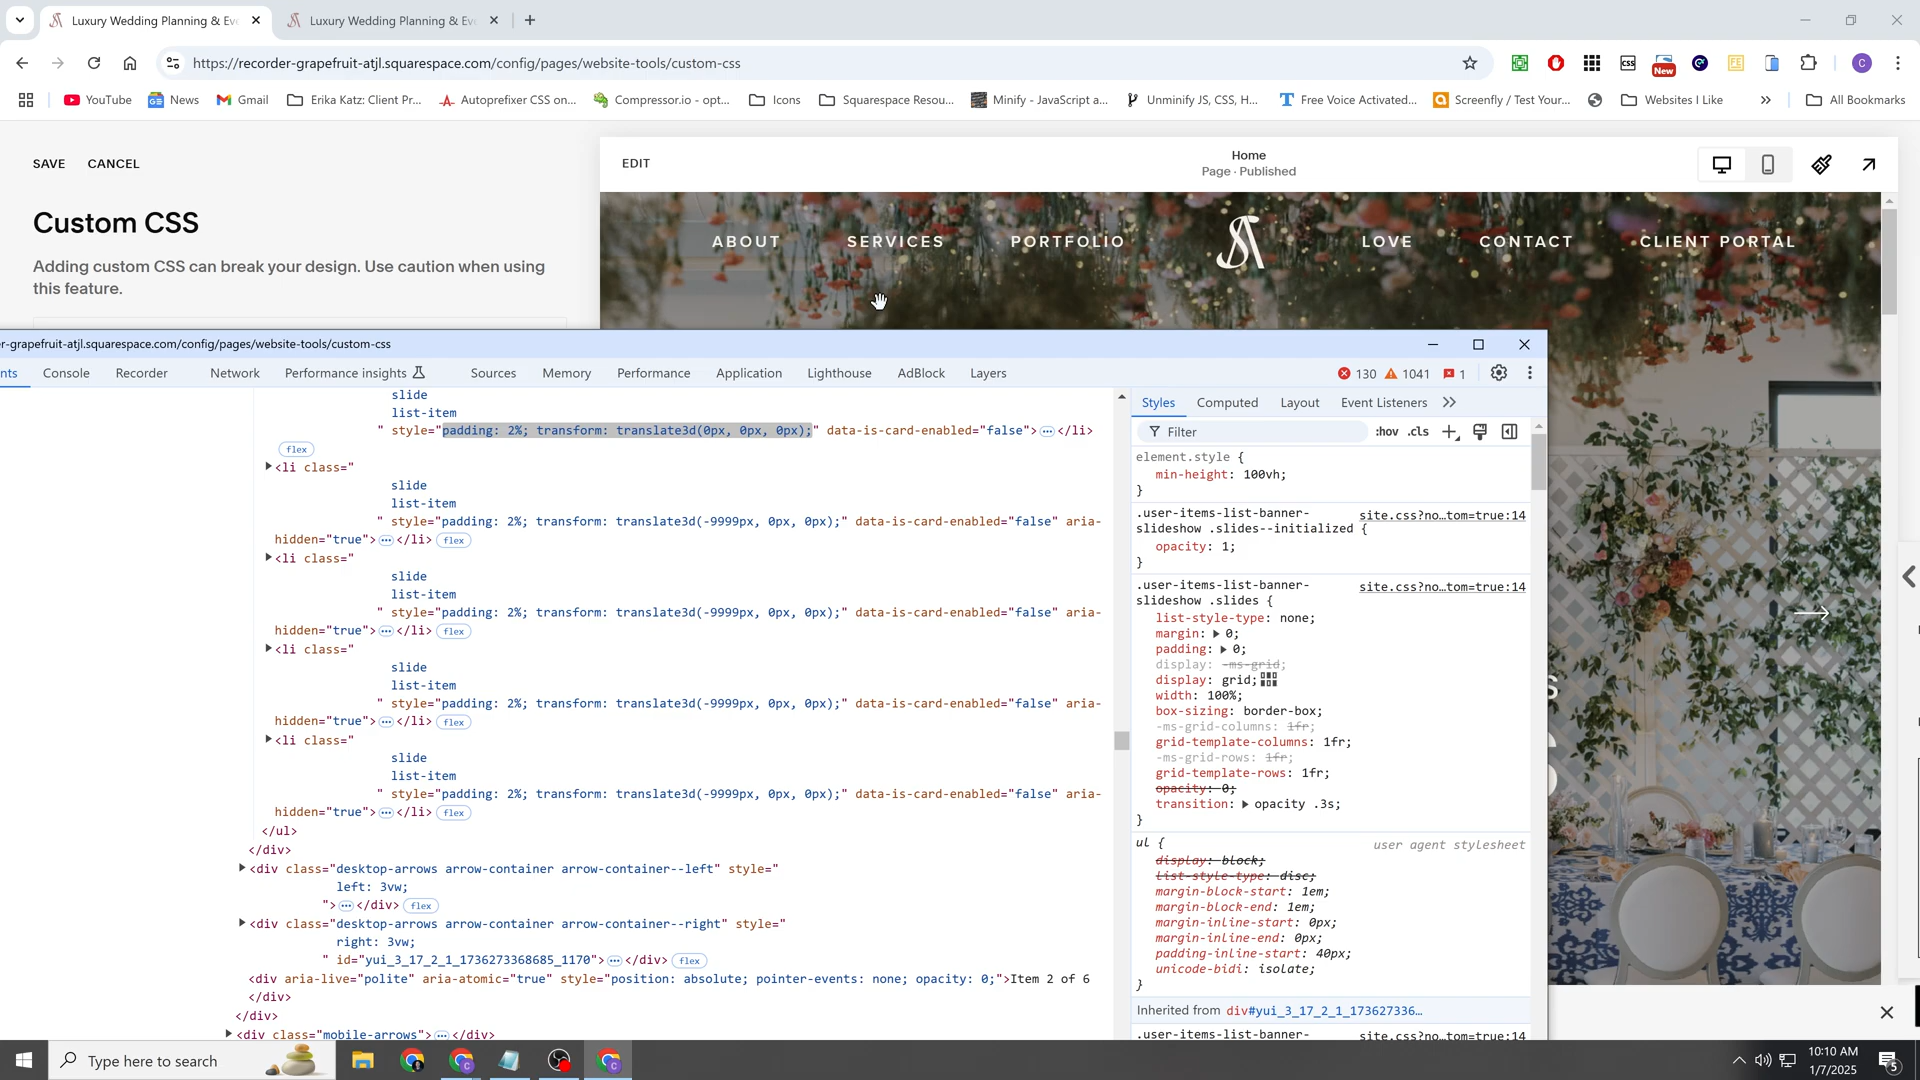 Luxury Wedding Planning & Eve
Luxury Wedding Planning & Eve
https://recorder-grapefruit-atjl.squarespace.com/config/pages/website-tools/custom-css
css
New
FE
C
YouTube
News
Gmail
Erika Katz: Client Pr...
Autoprefixer CSS on...
Compressor.io - opt...
Icons
Squarespace Resou...
Minify - JavaScript a...
Unminify JS, CSS, H...
Free Voice Activated...
Screenfly / Test Your...
Websites I Like
All Bookmarks
SAVE CANCEL
EDIT
Home
Page · Published
Custom CSS
Adding custom CSS can break your design. Use caution when using
this feature.
ABOUT SERVICES PORTFOLIO LOVE CONTACT CLIENT PORTAL
r-grapefruit-atjl.squarespace.com/config/pages/website-tools/custom-css
nts Console Recorder Network Performance insights Sources Memory Performance Application Lighthouse AdBlock Layers 130 1041 1
slide
list-item
" style="padding: 2%; transform: translate3d(0px, 0px, 0px);" data-is-card-enabled="false">…</li>
flex
<li class="
slide
list-item
" style="padding: 2%; transform: translate3d(-9999px, 0px, 0px);" data-is-card-enabled="false" aria-
hidden="true">…</li> flex
<li class="
slide
list-item
" style="padding: 2%; transform: translate3d(-9999px, 0px, 0px);" data-is-card-enabled="false" aria-
hidden="true">…</li> flex
<li class="
slide
list-item
" style="padding: 2%; transform: translate3d(-9999px, 0px, 0px);" data-is-card-enabled="false" aria-
hidden="true">…</li> flex
<li class="
slide
list-item
" style="padding: 2%; transform: translate3d(-9999px, 0px, 0px);" data-is-card-enabled="false" aria-
hidden="true">…</li> flex
</ul>
</div>
<div class="desktop-arrows arrow-container arrow-container--left" style="
left: 3vw;
">…</div> flex
<div class="desktop-arrows arrow-container arrow-container--right" style="
right: 3vw;
" id="yui_3_17_2_1_1736273368685_1170">…</div> flex
<div aria-live="polite" aria-atomic="true" style="position: absolute; pointer-events: none; opacity: 0;">Item 2 of 6
</div>
</div>
<div class="mobile-arrows">…</div>
Styles Computed Layout Event Listeners
Filter :hov .cls
element.style {
min-height: 100vh;
}
.user-items-list-banner- site.css?no…tom=true:14
slideshow .slides--initialized {
opacity: 1;
}
.user-items-list-banner- site.css?no…tom=true:14
slideshow .slides {
list-style-type: none;
margin: 0;
padding: 0;
display: -ms-grid;
display: grid;
width: 100%;
box-sizing: border-box;
-ms-grid-columns: 1fr;
grid-template-columns: 1fr;
-ms-grid-rows: 1fr;
grid-template-rows: 1fr;
opacity: 0;
transition: opacity .3s;
}
ul { user agent stylesheet
display: block;
list-style-type: disc;
margin-block-start: 1em;
margin-block-end: 1em;
margin-inline-start: 0px;
margin-inline-end: 0px;
padding-inline-start: 40px;
unicode-bidi: isolate;
}
Inherited from div#yui_3_17_2_1_173627336…
.user-items-list-banner- site.css?no…tom=true:14
Type here to search
10:10 AM
1/7/2025
5